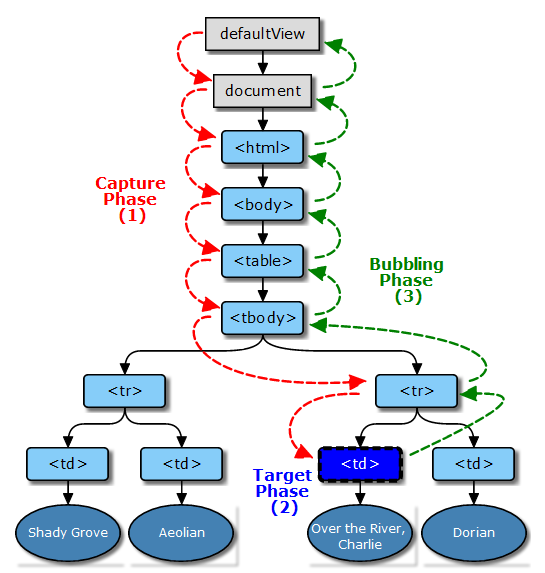 defaultView
document
<html>
Capture
Phase
(1)
<body>
<table>
Bubbling
Phase
(3)
<tbody>
<tr>
<tr>
<td>
<td>
<td>
<td>
Target
Phase
(2)
Shady Grove
Aeolian
Over the River,
Charlie
Dorian